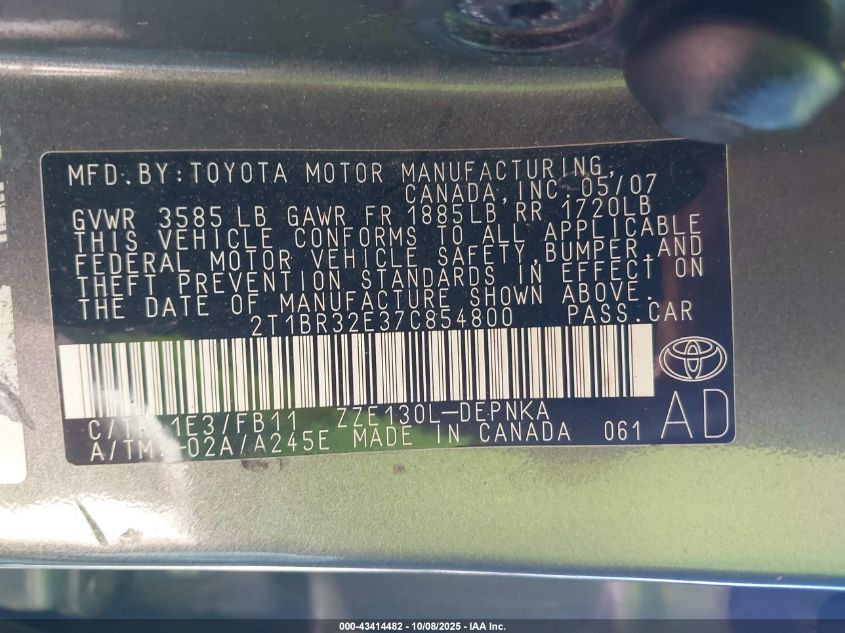 MFD.BY:TOYOTA MOTOR MANUFACTURING,
CANADA,INC. 05/07
GVWR 3585 LB GAWR FR 1885LB RR 1720LB
THIS VEHICLE CONFORMS TO ALL APPLICABLE
FEDERAL MOTOR VEHICLE SAFETY,BUMPER,AND
THEFT PREVENTION STANDARDS IN EFFECT ON
THE DATE OF MANUFACTURE SHOWN ABOVE.
2T1BR32E37C854800 PASS.CAR
C/TR: 1E3/FB11 ZZE130L-DEPNKA
A/TM: -02A/A245E MADE IN CANADA 061
AD
000-43414482 - 10/08/2025 - IAA Inc.